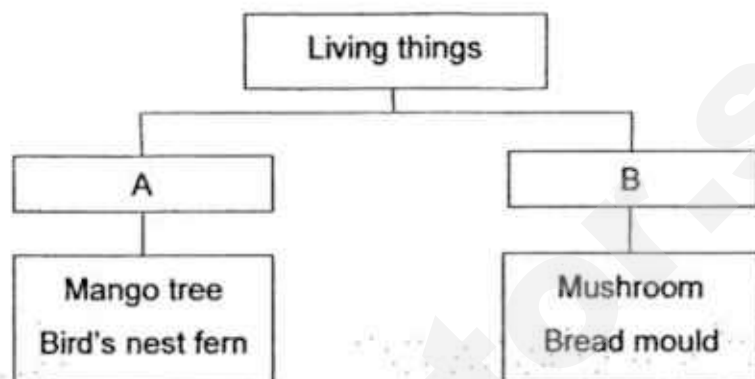 Living things
A
B
Mango tree
Bird's nest fern
Mushroom
Bread mould